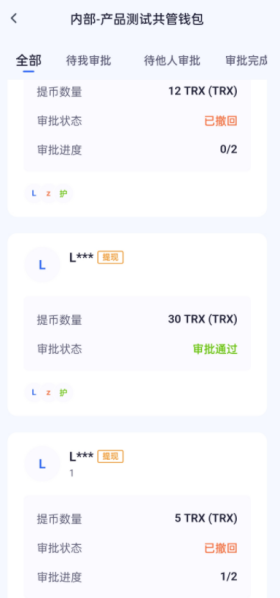 内部-产品测试共管钱包
全部 待我审批 待他人审批 审批完成
提币数量 12 TRX (TRX)
审批状态 已撤回
审批进度 0/2
L z 护
L L*** 提现
提币数量 30 TRX (TRX)
审批状态 审批通过
L z 护
L L*** 提现
1
提币数量 5 TRX (TRX)
审批状态 已撤回
审批进度 1/2